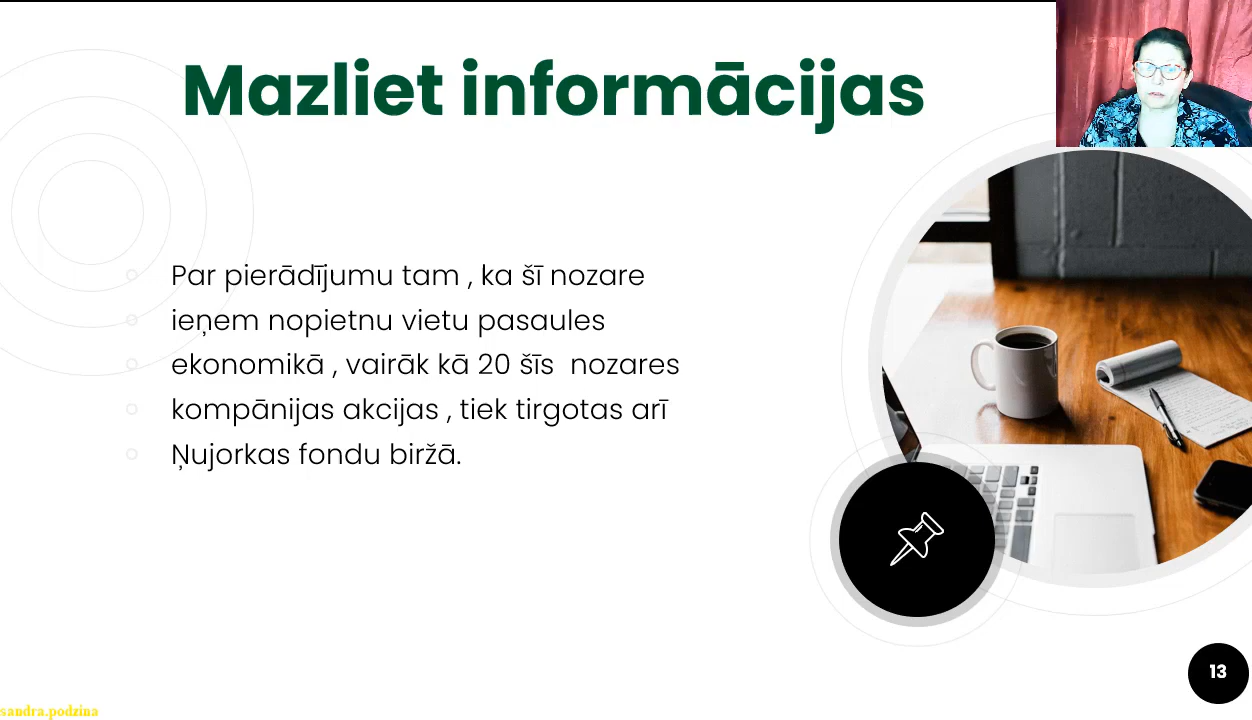 Mazliet informācijas
Par pierādījumu tam , ka šī nozare
ieņem nopietnu vietu pasaules
ekonomikā , vairāk kā 20 šīs  nozares
kompānijas akcijas , tiek tirgotas arī
Ņujorkas fondu biržā.
13
sandra.podzina